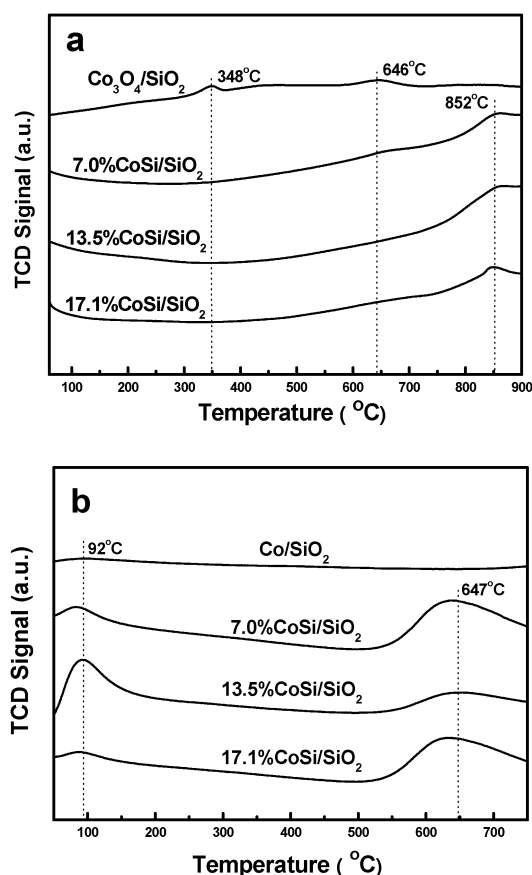 a
Co₃O₄/SiO₂
348°C
646°C
852°C
7.0%CoSi/SiO₂
13.5%CoSi/SiO₂
17.1%CoSi/SiO₂
TCD Siginal (a.u.)
100 200 300 400 500 600 700 800 900
Temperature ( °C)
b
92°C
Co/SiO₂
647°C
7.0%CoSi/SiO₂
13.5%CoSi/SiO₂
17.1%CoSi/SiO₂
TCD Signal (a.u.)
100 200 300 400 500 600 700
Temperature ( °C)